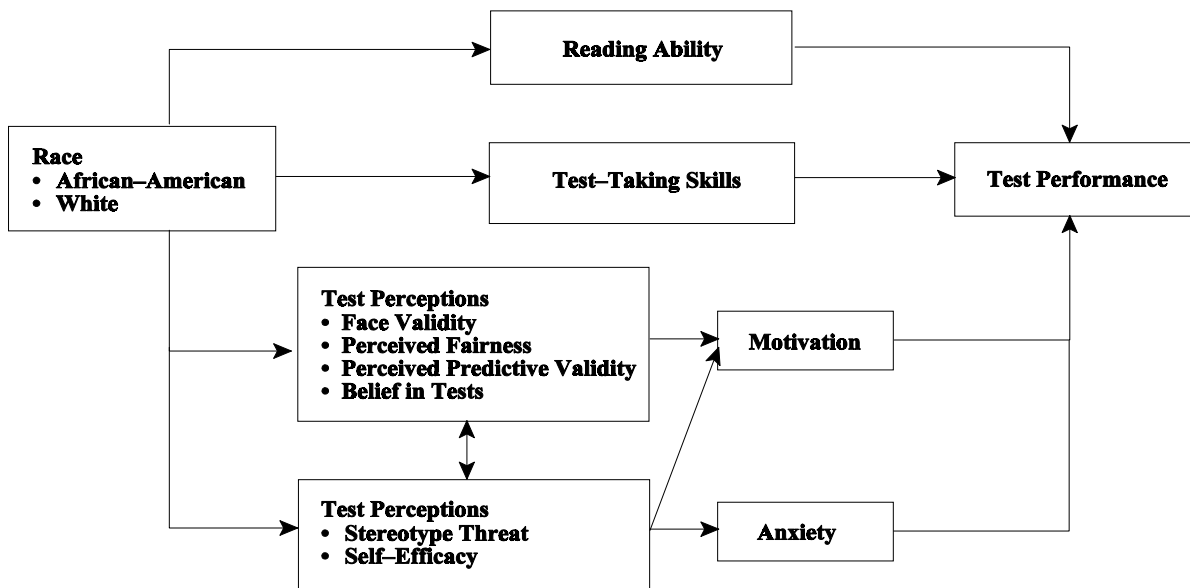 Reading Ability
Race
• African–American
• White
Test–Taking Skills
Test Performance
Test Perceptions
• Face Validity
• Perceived Fairness
• Perceived Predictive Validity
• Belief in Tests
Motivation
Test Perceptions
• Stereotype Threat
• Self–Efficacy
Anxiety